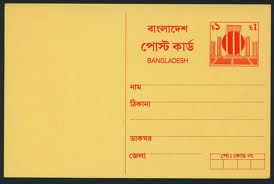 বাংলাদেশ
পোস্ট কার্ড
BANGLADESH
৳১ ৳1
নাম
ঠিকানা
ডাকঘর
জেলা
পোঃ কোড নং